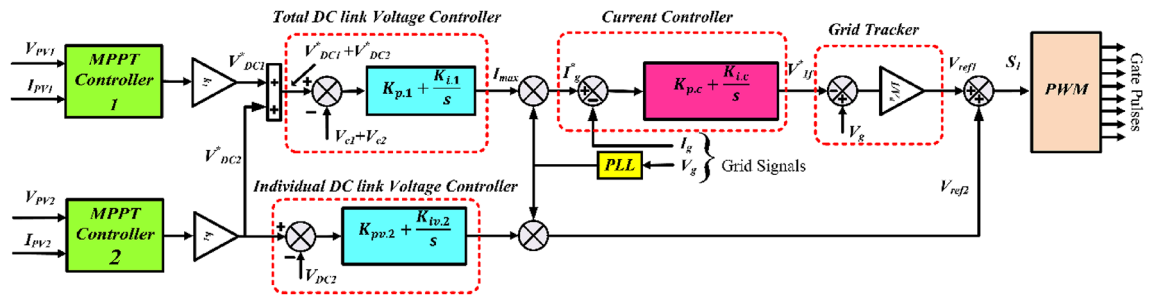 Total DC link Voltage Controller
Current Controller
Grid Tracker
V_PV1
I_PV1
MPPT
Controller
1
V*_DC1
V*_DC1+V*_DC2
+
+
+
−
V_c1+V_c2
K_p.1 + K_i.1/s
I_max
I*_g
+
−
K_p.c + K_i.c/s
V*_1f
−
+
V_g
V_ref1
+
+
S_1
PWM
Gate Pulses
I_g
V_g
Grid Signals
PLL
V*_DC2
V_ref2
Individual DC link Voltage Controller
V_PV2
I_PV2
MPPT
Controller
2
+
−
V_DC2
K_pv.2 + K_iv.2/s